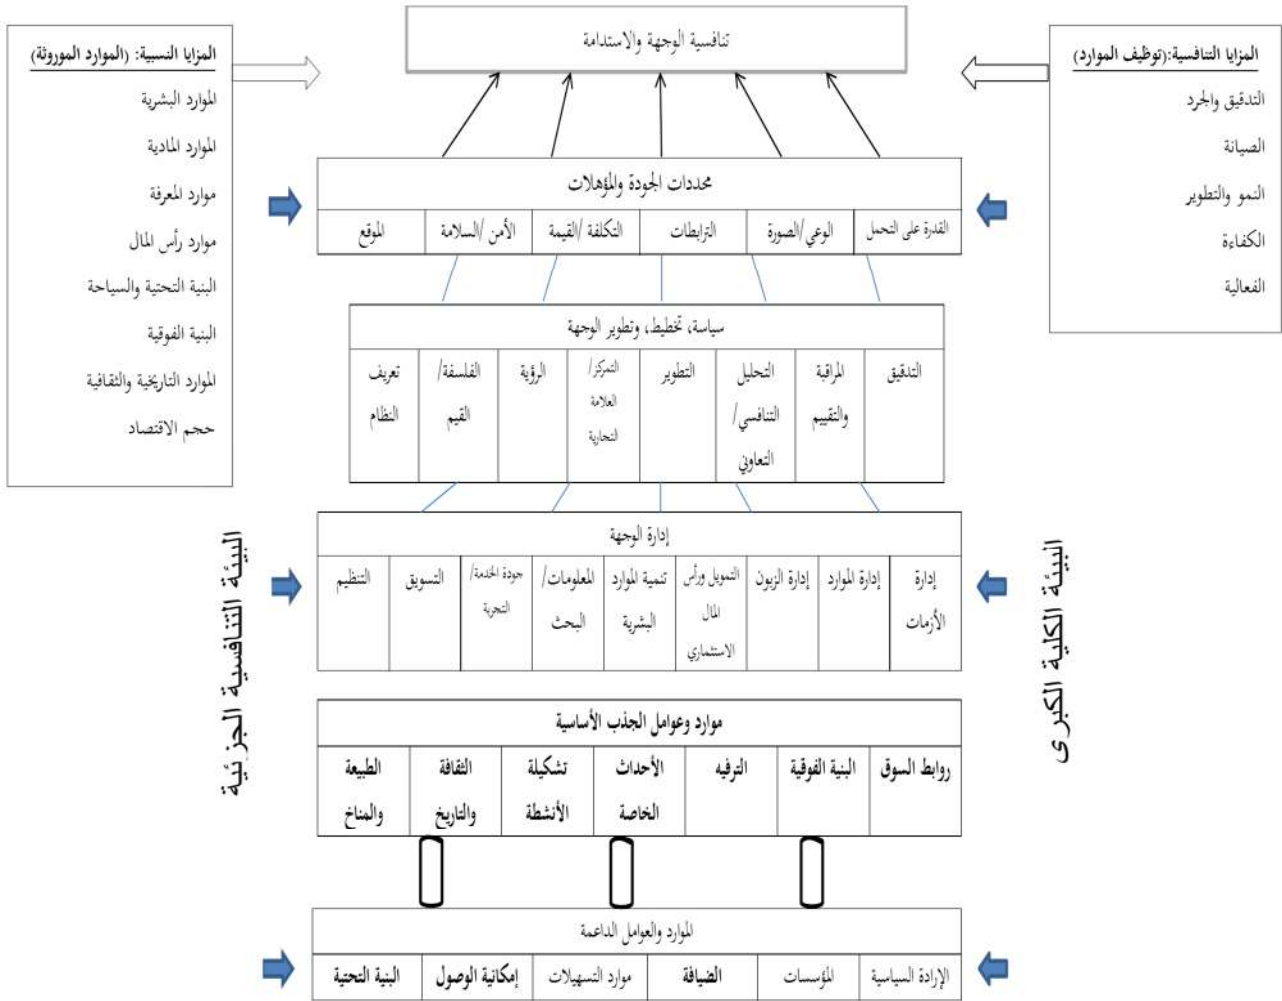 تنافسية الوجهة والاستدامة
المزايا التنافسية:(توظيف الموارد)
التدقيق والجرد
الصيانة
النمو والتطوير
الكفاءة
الفعالية
المزايا النسبية: (الموارد الموروثة)
الموارد البشرية
الموارد المادية
موارد المعرفة
موارد رأس المال
البنية التحتية والسياحة
البنية الفوقية
الموارد التاريخية والثقافية
حجم الاقتصاد
محددات الجودة والمؤهلات
القدرة على التحمل
الوعي/الصورة
الترابطات
التكلفة/القيمة
الأمن/السلامة
الموقع
سياسة، تخطيط، وتطوير الوجهة
التدقيق
المراقبة
والتقييم
التحليل
التنافسي/
التعاوني
التطوير
التمركز/
العلامة
التجارية
الرؤية
الفلسفة/
القيم
تعريف
النظام
إدارة الوجهة
إدارة
الأزمات
إدارة الموارد
إدارة الزبون
التمويل ورأس
المال
الاستثماري
تنمية الموارد
البشرية
المعلومات/
البحث
جودة الخدمة/
التجربة
التسويق
التنظيم
البيئة الكلية الكبرى
البيئة التنافسية الجزئية
موارد وعوامل الجذب الأساسية
روابط السوق
البنية الفوقية
الترفيه
الأحداث
الخاصة
تشكيلة
الأنشطة
الثقافة
والتاريخ
الطبيعة
والمناخ
الموارد والعوامل الداعمة
الإرادة السياسية
المؤسسات
الضيافة
موارد التسهيلات
إمكانية الوصول
البنية التحتية